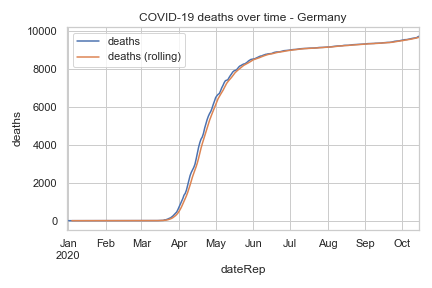 COVID-19 deaths over time - Germany
deaths
deaths (rolling)
10000
8000
6000
4000
2000
0
deaths
Jan Feb Mar Apr May Jun Jul Aug Sep Oct
2020
dateRep